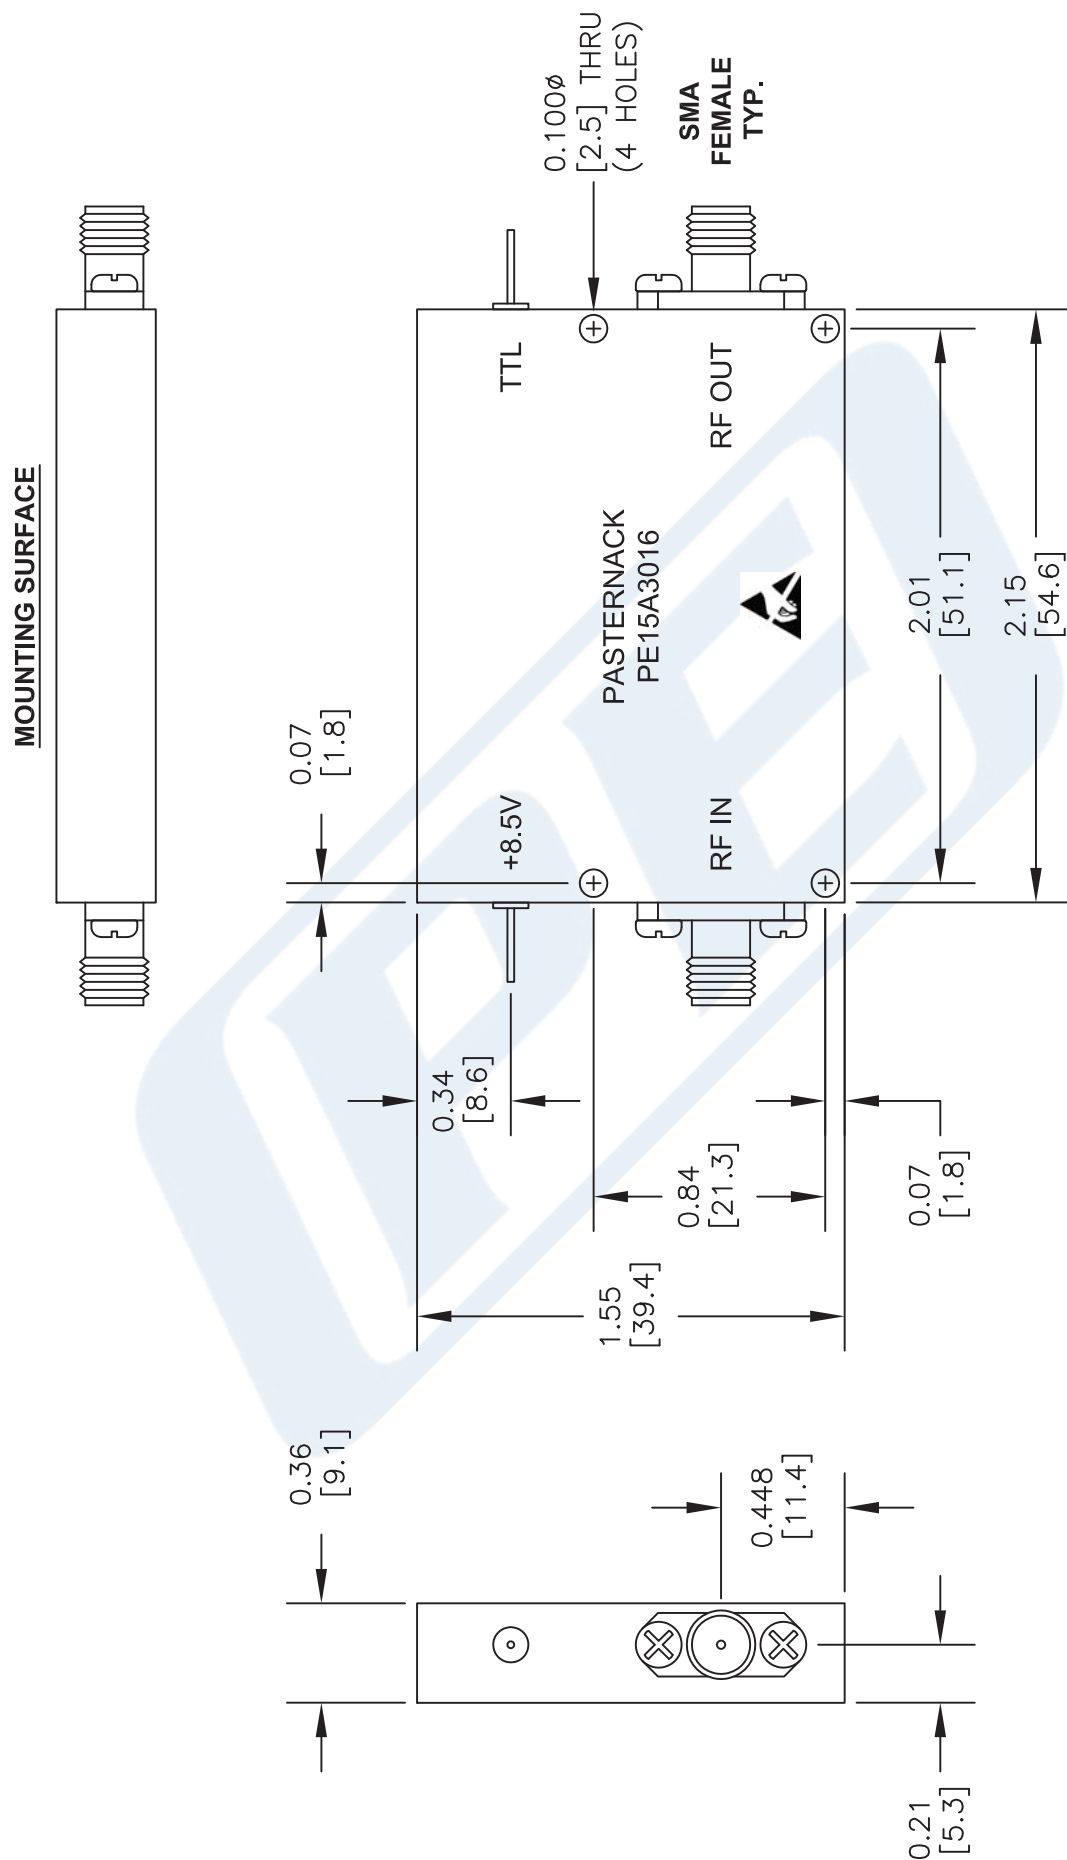 MOUNTING SURFACE
0.36
[9.1]
0.07
[1.8]
0.100ø
[2.5] THRU
(4 HOLES)
SMA
FEMALE
TYP.
+8.5V
TTL
PASTERNACK
PE15A3016
RF IN
RF OUT
0.34
[8.6]
0.84
[21.3]
1.55
[39.4]
0.07
[1.8]
2.01
[51.1]
2.15
[54.6]
0.448
[11.4]
0.21
[5.3]
PE